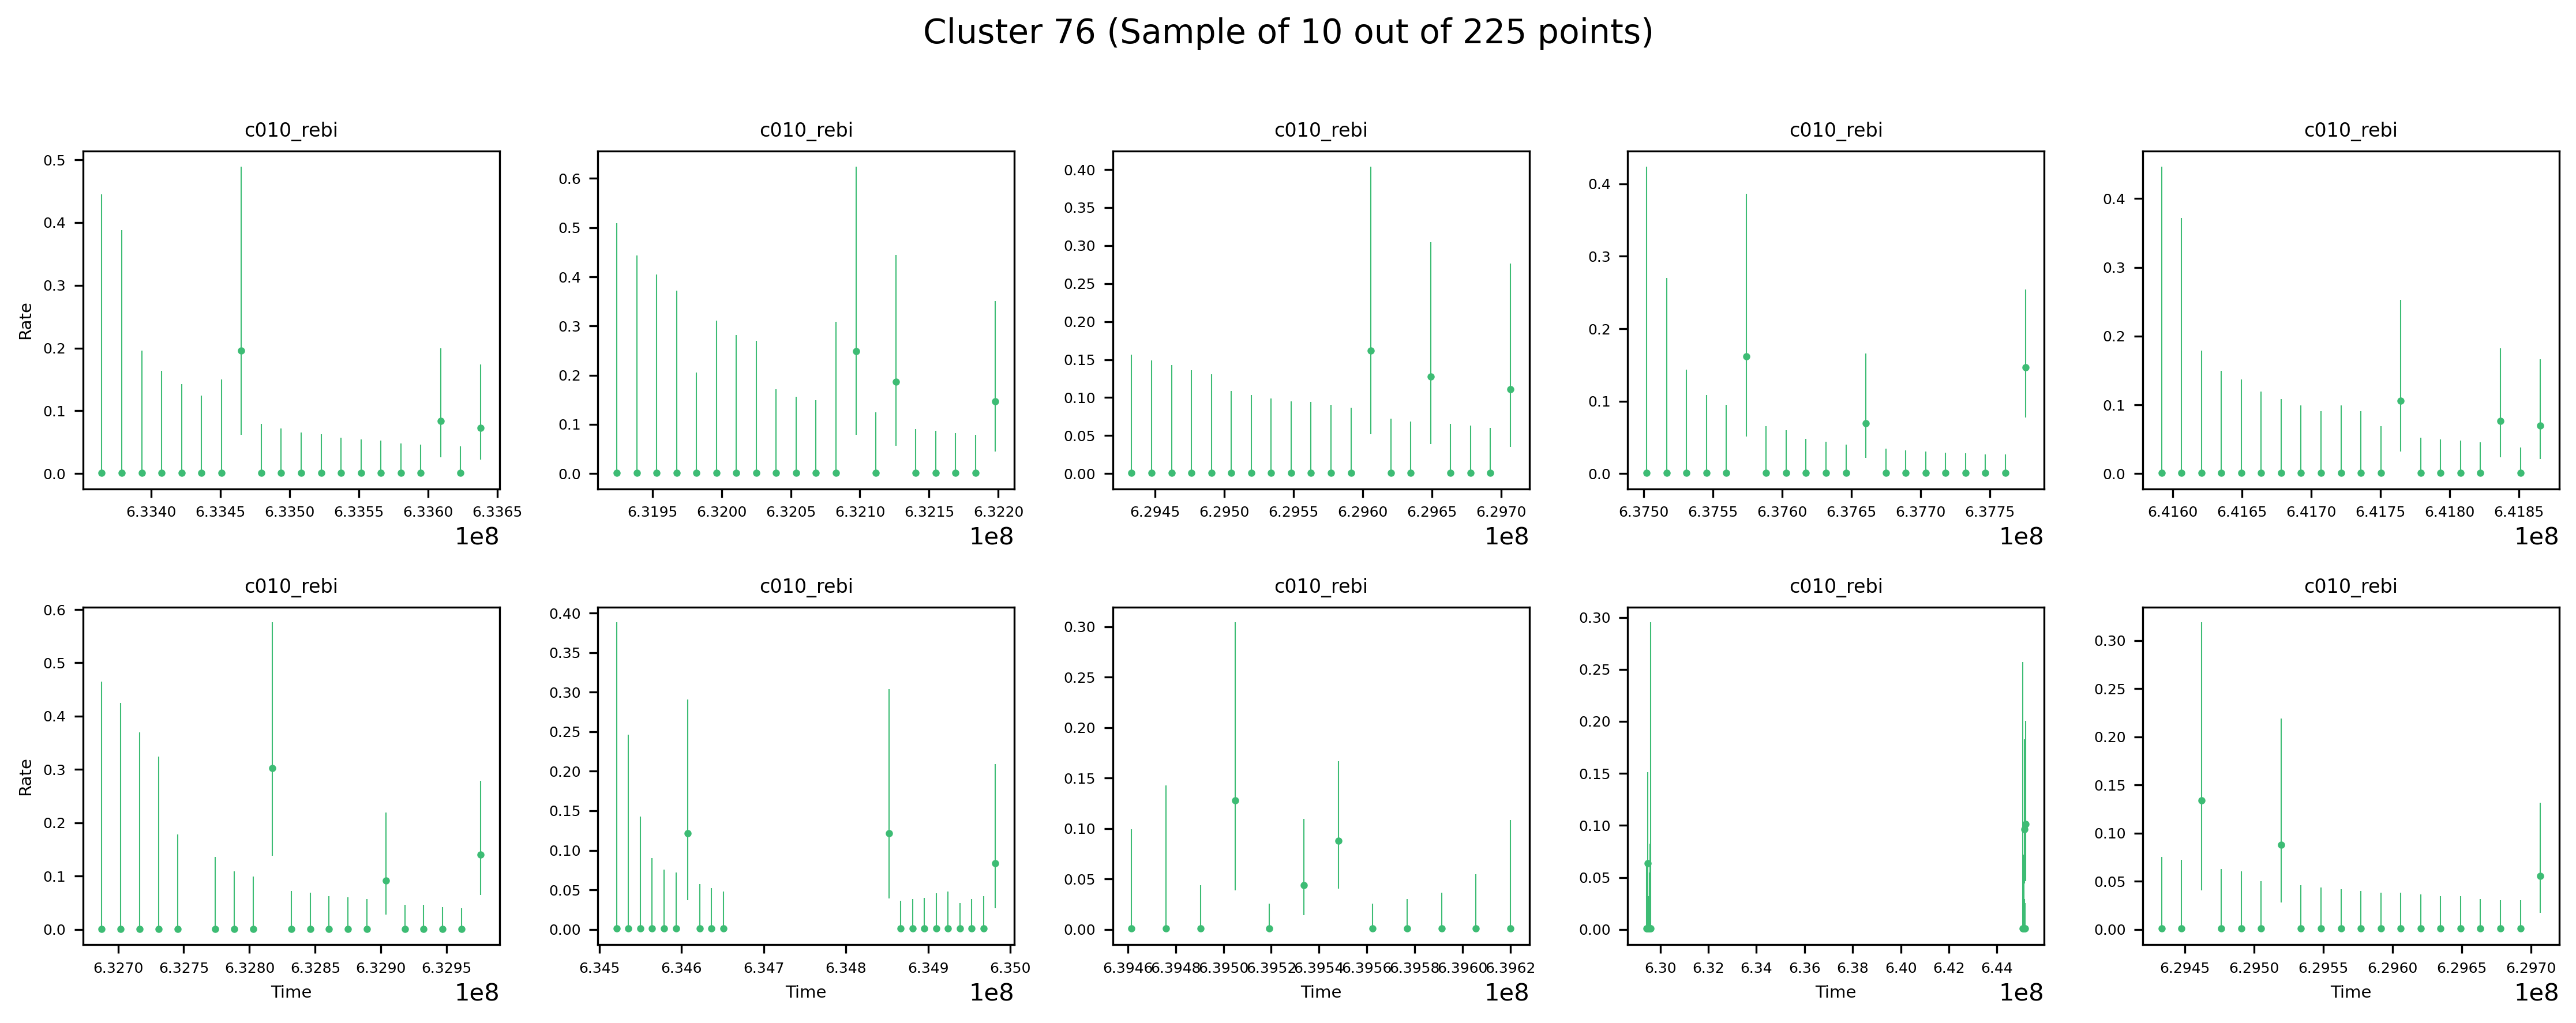 Cluster 76 (Sample of 10 out of 225 points)
c010_rebi c010_rebi c010_rebi c010_rebi c010_rebi
Rate
0.5 0.4 0.3 0.2 0.1 0.0
6.3340 6.3345 6.3350 6.3355 6.3360 6.3365
1e8
0.6 0.5 0.4 0.3 0.2 0.1 0.0
6.3195 6.3200 6.3205 6.3210 6.3215 6.3220
1e8
0.40 0.35 0.30 0.25 0.20 0.15 0.10 0.05 0.00
6.2945 6.2950 6.2955 6.2960 6.2965 6.2970
1e8
0.4 0.3 0.2 0.1 0.0
6.3750 6.3755 6.3760 6.3765 6.3770 6.3775
1e8
0.4 0.3 0.2 0.1 0.0
6.4160 6.4165 6.4170 6.4175 6.4180 6.4185
1e8
c010_rebi c010_rebi c010_rebi c010_rebi c010_rebi
Rate
0.6 0.5 0.4 0.3 0.2 0.1 0.0
6.3270 6.3275 6.3280 6.3285 6.3290 6.3295
Time 1e8
0.40 0.35 0.30 0.25 0.20 0.15 0.10 0.05 0.00
6.345 6.346 6.347 6.348 6.349 6.350
Time 1e8
0.30 0.25 0.20 0.15 0.10 0.05 0.00
6.3946 6.3948 6.3950 6.3952 6.3954 6.3956 6.3958 6.3960 6.3962
Time 1e8
0.30 0.25 0.20 0.15 0.10 0.05 0.00
6.30 6.32 6.34 6.36 6.38 6.40 6.42 6.44
Time 1e8
0.30 0.25 0.20 0.15 0.10 0.05 0.00
6.2945 6.2950 6.2955 6.2960 6.2965 6.2970
Time 1e8